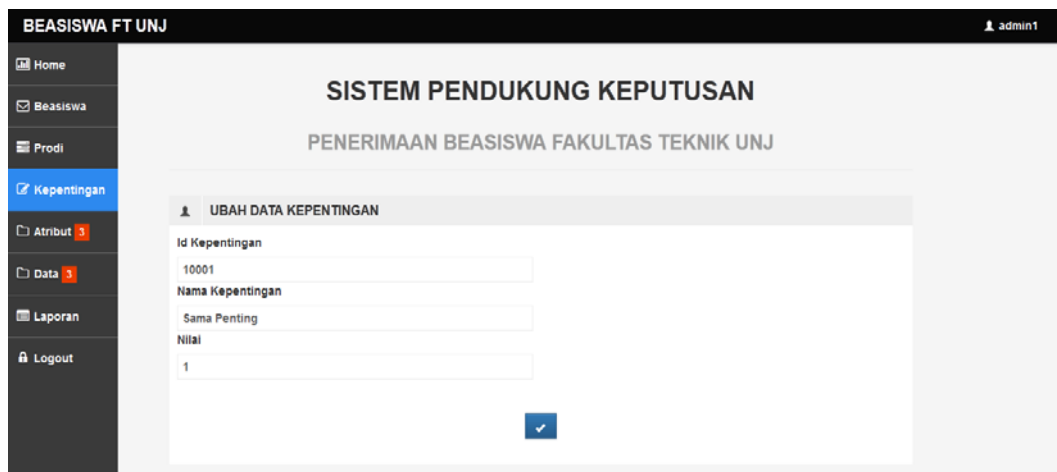 BEASISWA FT UNJ
admin1
Home
Beasiswa
Prodi
Kepentingan
Atribut 3
Data 3
Laporan
Logout
SISTEM PENDUKUNG KEPUTUSAN
PENERIMAAN BEASISWA FAKULTAS TEKNIK UNJ
UBAH DATA KEPENTINGAN
Id Kepentingan
10001
Nama Kepentingan
Sama Penting
Nilai
1